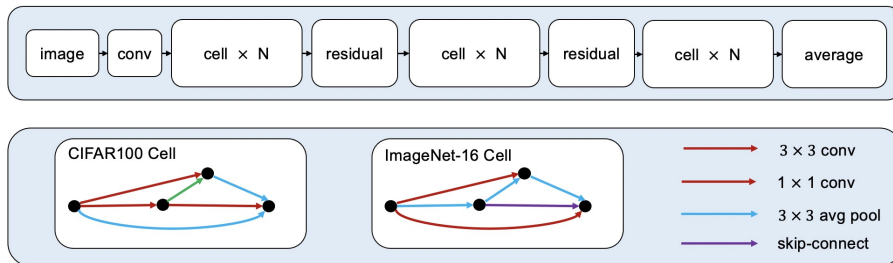 image
conv
cell × N
residual
cell × N
residual
cell × N
average
CIFAR100 Cell
ImageNet-16 Cell
3 × 3 conv
1 × 1 conv
3 × 3 avg pool
skip-connect